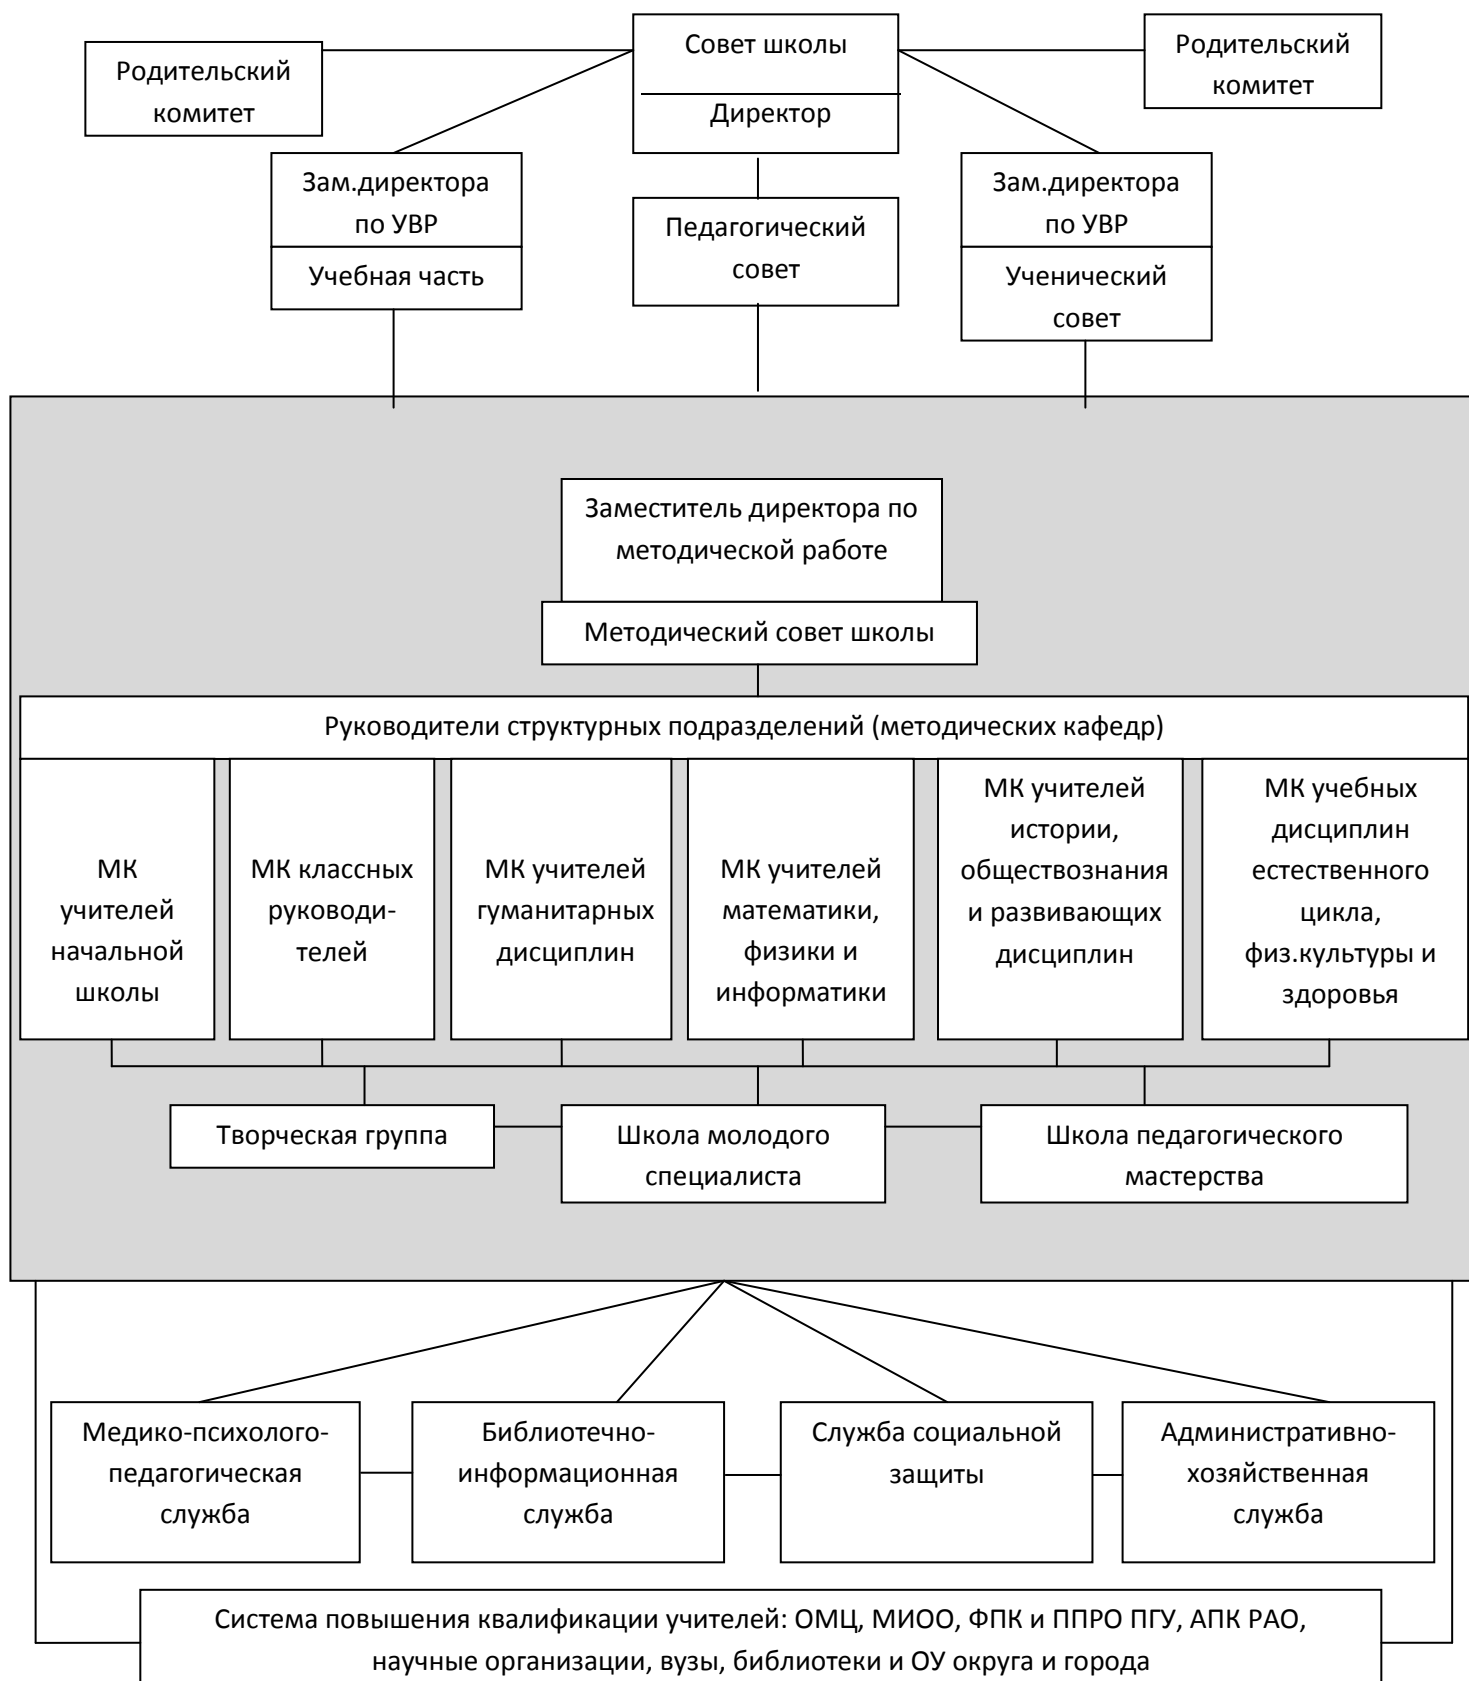 Совет школы
Директор
Родительский
комитет
Родительский
комитет
Зам.директора
по УВР
Учебная часть
Педагогический
совет
Зам.директора
по УВР
Ученический
совет
Заместитель директора по
методической работе
Методический совет школы
Руководители структурных подразделений (методических кафедр)
МК
учителей
начальной
школы
МК классных
руководи-
телей
МК учителей
гуманитарных
дисциплин
МК учителей
математики,
физики и
информатики
МК учителей
истории,
обществознания
и развивающих
дисциплин
МК учебных
дисциплин
естественного
цикла,
физ.культуры и
здоровья
Творческая группа
Школа молодого
специалиста
Школа педагогического
мастерства
Медико-психолого-
педагогическая
служба
Библиотечно-
информационная
служба
Служба социальной
защиты
Административно-
хозяйственная
служба
Система повышения квалификации учителей: ОМЦ, МИОО, ФПК и ППРО ПГУ, АПК РАО,
научные организации, вузы, библиотеки и ОУ округа и города